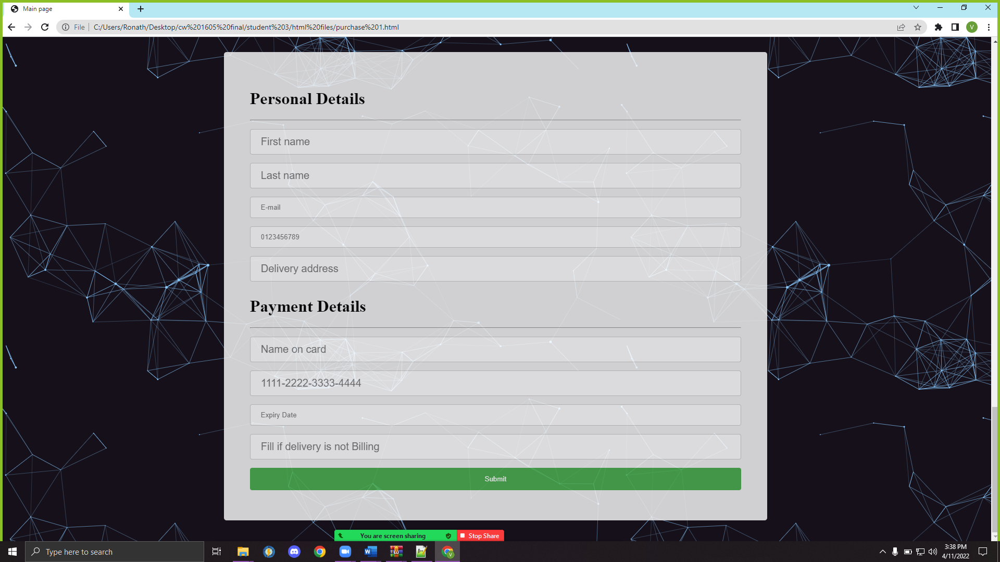 Main page
File
C:/Users/Ronath/Desktop/cw%201605%20final/student%203/html%20files/purchase%201.html
V
Personal Details
First name
Last name
E-mail
0123456789
Delivery address
Payment Details
Name on card
1111-2222-3333-4444
Expiry Date
Fill if delivery is not Billing
Submit
You are screen sharing
Stop Share
Type here to search
3:38 PM
4/11/2022